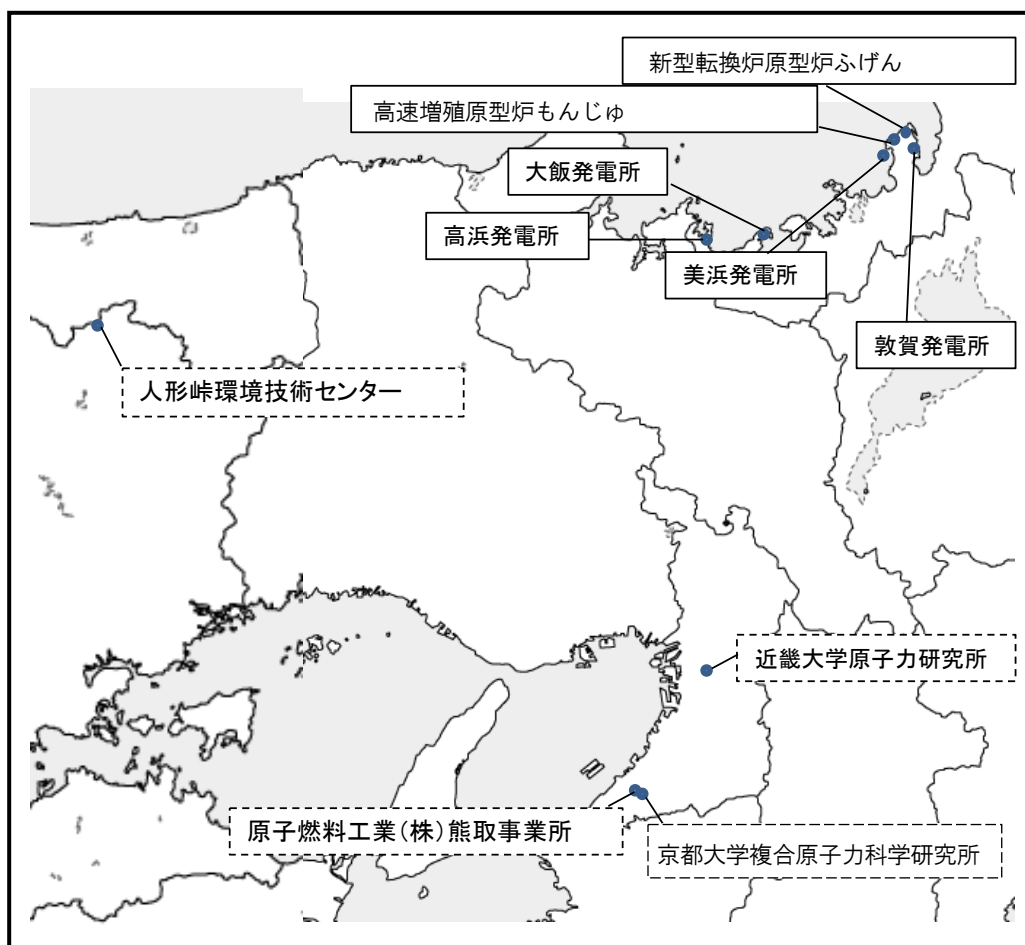 新型転換炉原型炉ふげん
高速増殖原型炉もんじゅ
大飯発電所
高浜発電所
美浜発電所
敦賀発電所
人形峠環境技術センター
近畿大学原子力研究所
原子燃料工業(株)熊取事業所
京都大学複合原子力科学研究所